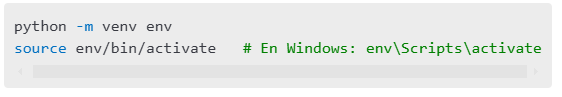 python -m venv env
source env/bin/activate   # En Windows: env\Scripts\activate